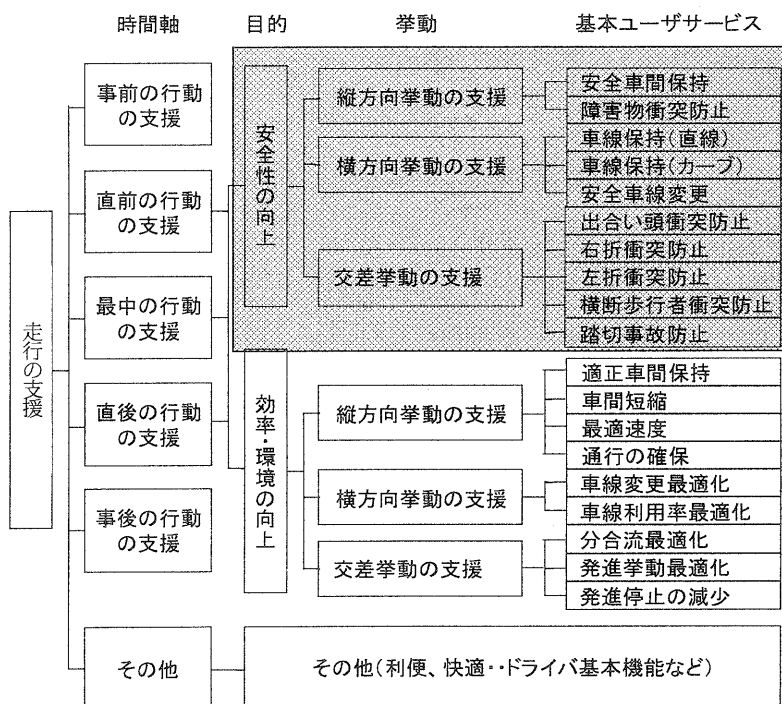 時間軸 目的 挙動 基本ユーザサービス
走行の支援
事前の行動
の支援
直前の行動
の支援
最中の行動
の支援
直後の行動
の支援
事後の行動
の支援
その他
安全性の向上
縦方向挙動の支援
安全車間保持
障害物衝突防止
横方向挙動の支援
車線保持(直線)
車線保持(カーブ)
安全車線変更
交差挙動の支援
出合い頭衝突防止
右折衝突防止
左折衝突防止
横断歩行者衝突防止
踏切事故防止
効率・環境の向上
縦方向挙動の支援
適正車間保持
車間短縮
最適速度
通行の確保
横方向挙動の支援
車線変更最適化
車線利用率最適化
交差挙動の支援
分合流最適化
発進挙動最適化
発進停止の減少
その他(利便、快適・・ドライバ基本機能など)